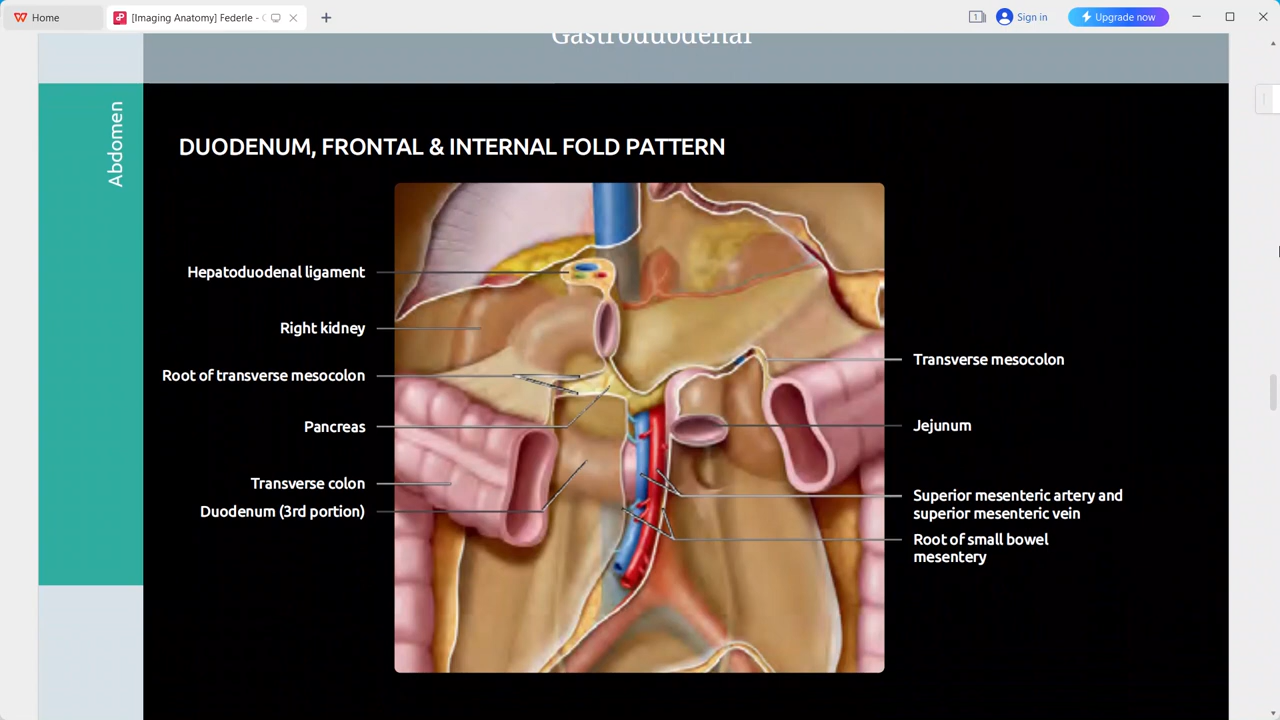 Home
[Imaging Anatomy] Federle -
1
Sign in
Upgrade now
Gastroduodenal
Abdomen
DUODENUM, FRONTAL & INTERNAL FOLD PATTERN
Hepatoduodenal ligament
Right kidney
Root of transverse mesocolon
Pancreas
Transverse colon
Duodenum (3rd portion)
Transverse mesocolon
Jejunum
Superior mesenteric artery and
superior mesenteric vein
Root of small bowel
mesentery